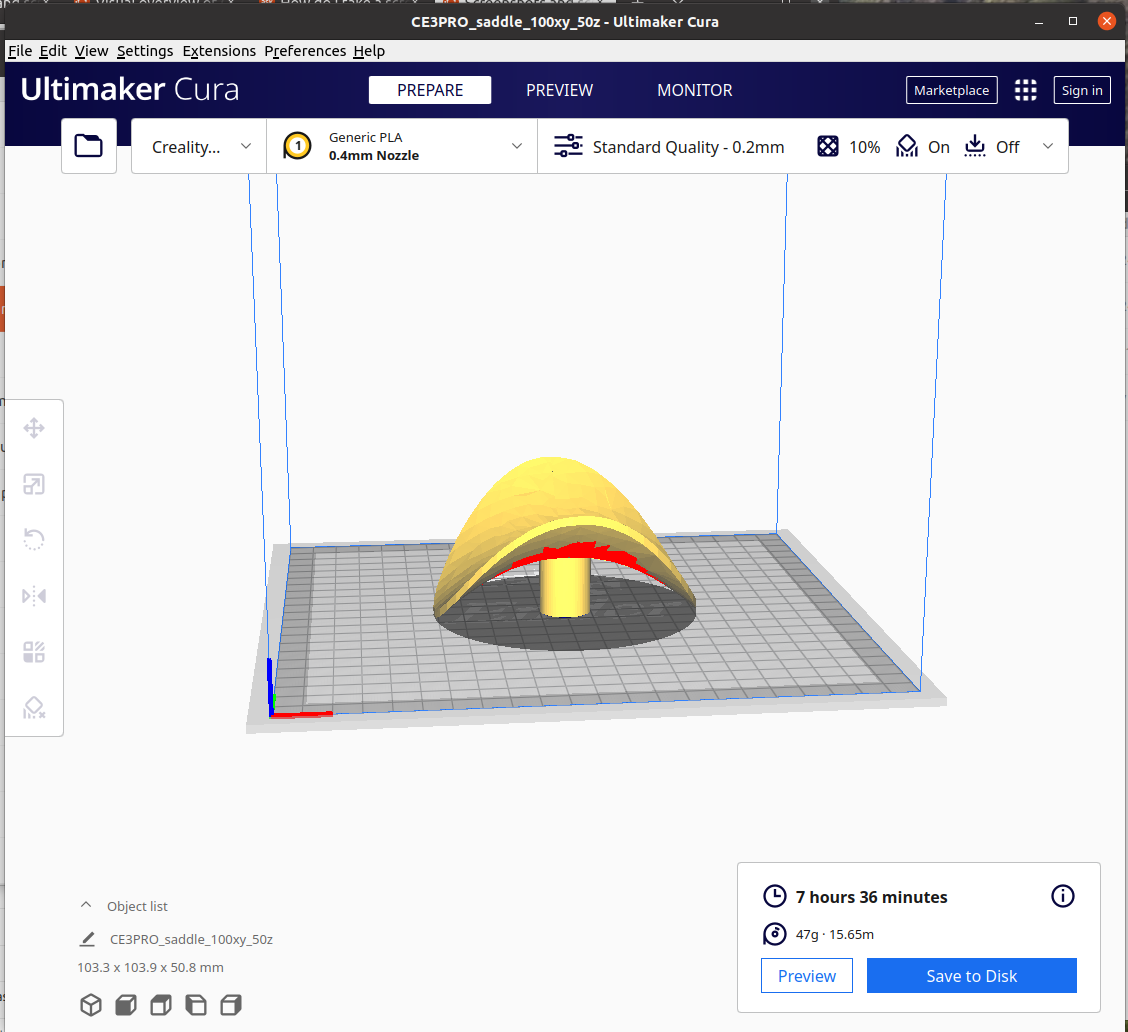 CE3PRO_saddle_100xy_50z - Ultimaker Cura
File Edit View Settings Extensions Preferences Help
Ultimaker Cura PREPARE PREVIEW MONITOR Marketplace Sign in
Creality... 1 Generic PLA
0.4mm Nozzle
Standard Quality - 0.2mm 10% On Off
7 hours 36 minutes
47g · 15.65m
Preview Save to Disk
Object list
CE3PRO_saddle_100xy_50z
103.3 x 103.9 x 50.8 mm